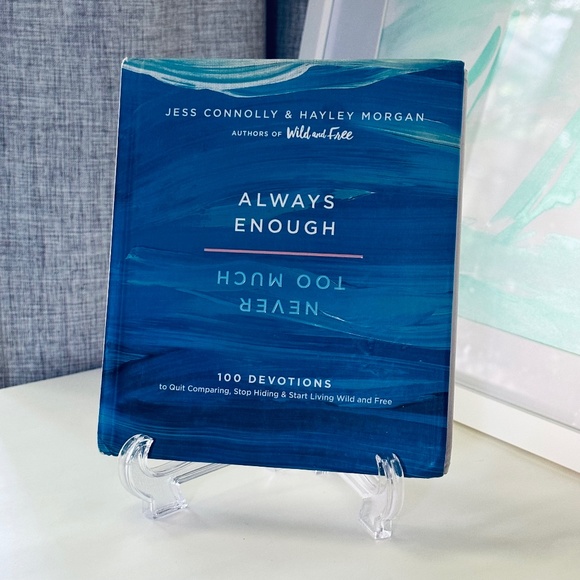 JESS CONNOLLY & HAYLEY MORGAN
AUTHORS OF Wild and Free
ALWAYS
ENOUGH
NEVER
TOO MUCH
100 DEVOTIONS
to Quit Comparing, Stop Hiding & Start Living Wild and Free